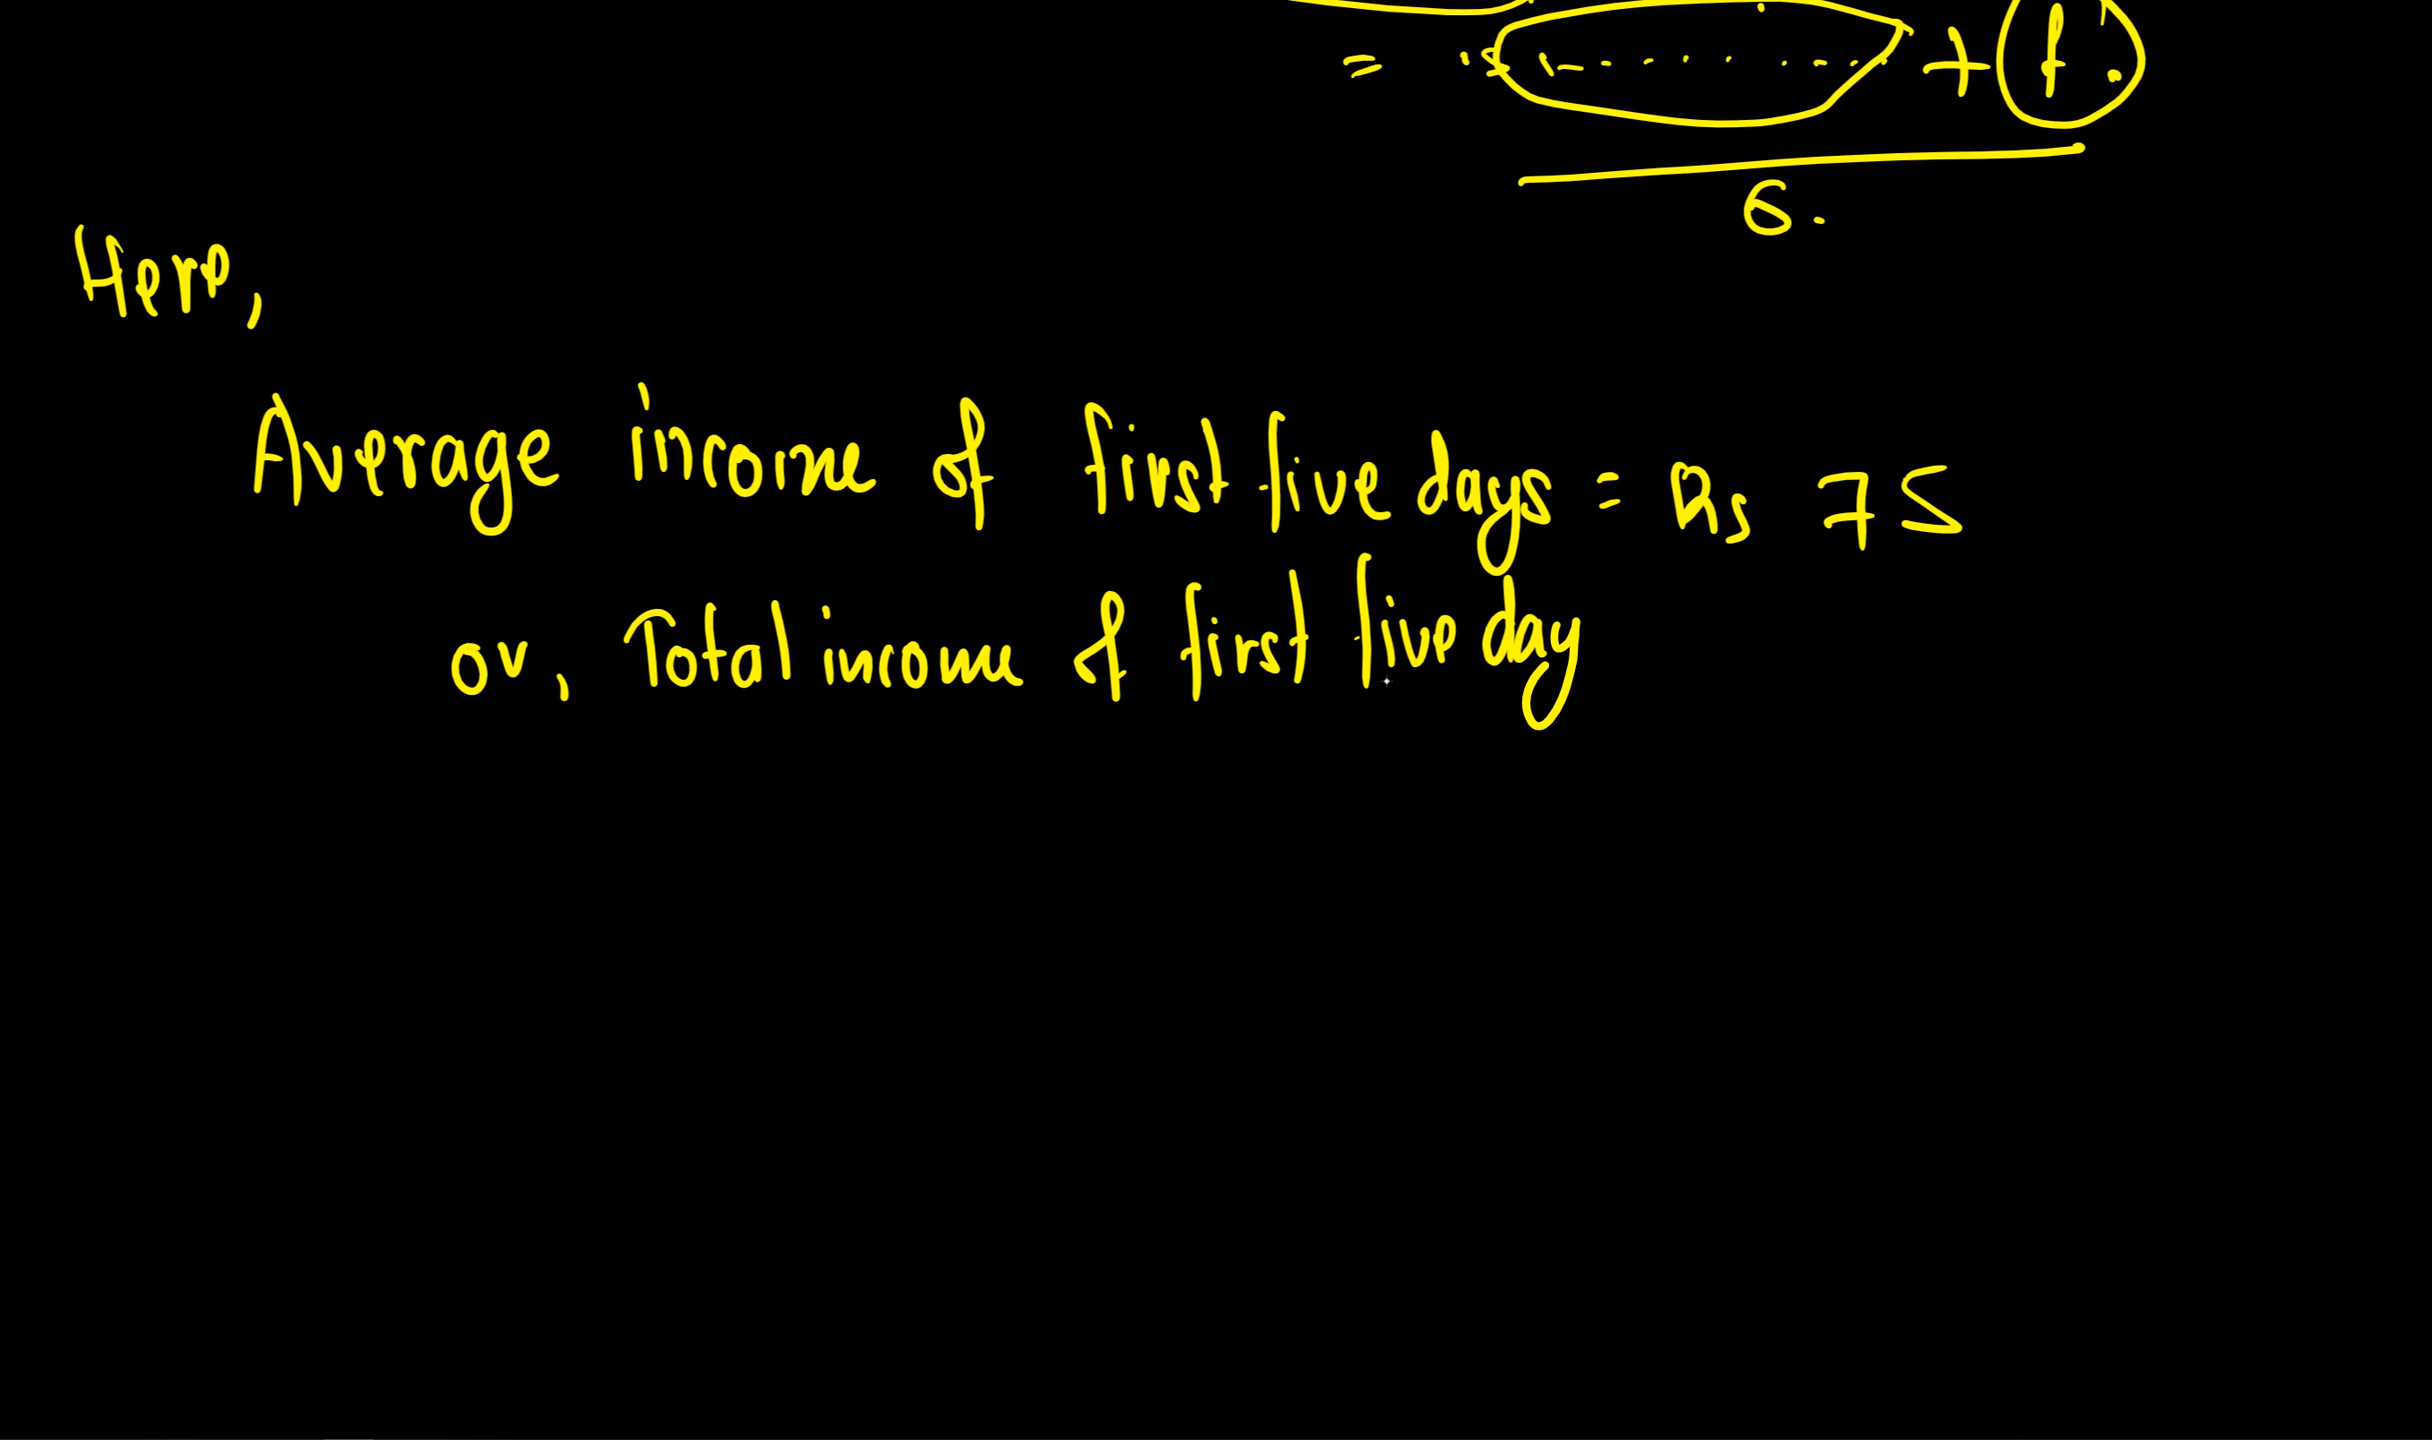 = + f.
6.
Here,
Average income of first five days = Rs 75
or, Total income of first five day